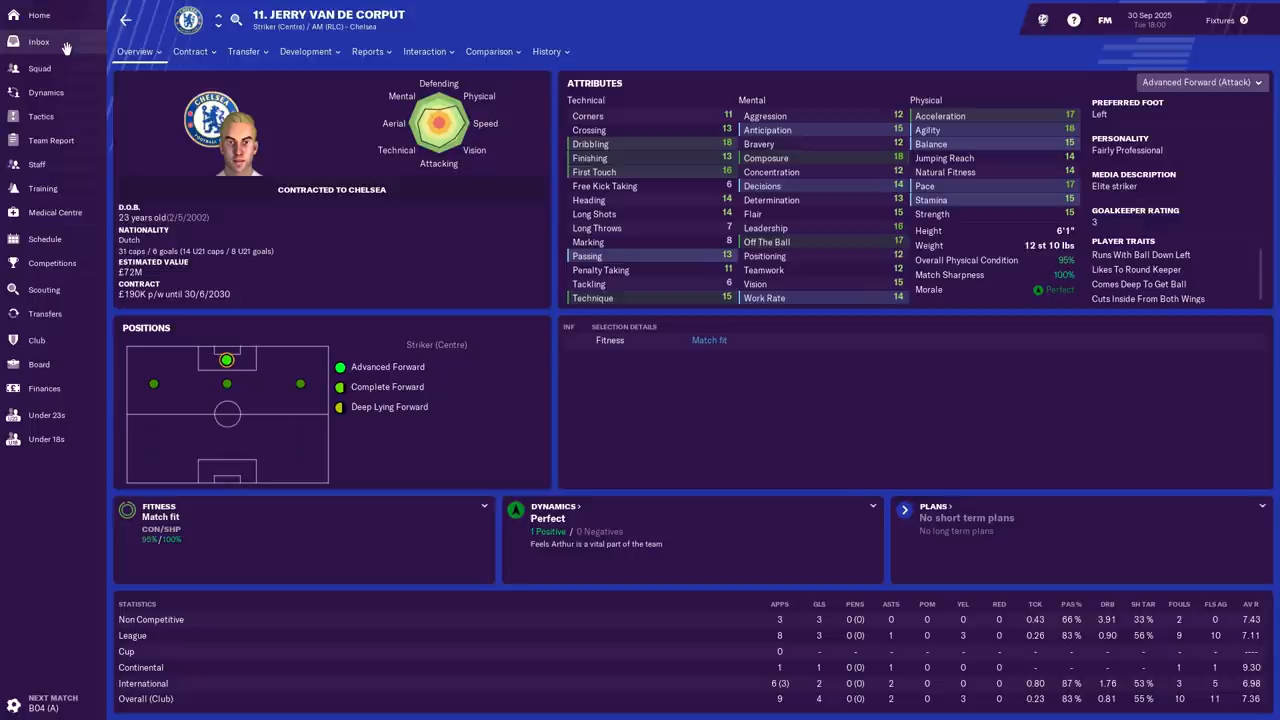 Home
Inbox
Squad
Dynamics
Tactics
Team Report
Staff
Training
Medical Centre
Schedule
Competitions
Scouting
Transfers
Club
Board
Finances
Under 23s
Under 18s
NEXT MATCH
B04 (A)
11. JERRY VAN DE CORPUT
Striker (Centre) / AM (RLC) - Chelsea
FM
30 Sep 2025
Tue 18:00
Fixtures
Overview
Contract
Transfer
Development
Reports
Interaction
Comparison
History
CHELSEA
Defending
Mental
Physical
Aerial
Speed
Technical
Vision
Attacking
CONTRACTED TO CHELSEA
D.O.B.
23 years old (2/5/2002)
NATIONALITY
Dutch
31 caps / 6 goals (14 U21 caps / 8 U21 goals)
ESTIMATED VALUE
£72M
CONTRACT
£190K p/w until 30/6/2030
ATTRIBUTES
Advanced Forward (Attack)
Technical
Corners 11
Crossing 13
Dribbling 18
Finishing 13
First Touch 16
Free Kick Taking 6
Heading 14
Long Shots 14
Long Throws 7
Marking 8
Passing 13
Penalty Taking 11
Tackling 6
Technique 15
Mental
Aggression 12
Anticipation 15
Bravery 12
Composure 18
Concentration 12
Decisions 14
Determination 13
Flair 15
Leadership 16
Off The Ball 17
Positioning 12
Teamwork 12
Vision 15
Work Rate 14
Physical
Acceleration 17
Agility 18
Balance 15
Jumping Reach 14
Natural Fitness 14
Pace 17
Stamina 15
Strength 15
Height 6'1"
Weight 12 st 10 lbs
Overall Physical Condition 95%
Match Sharpness 100%
Morale Perfect
PREFERRED FOOT
Left
PERSONALITY
Fairly Professional
MEDIA DESCRIPTION
Elite striker
GOALKEEPER RATING
3
PLAYER TRAITS
Runs With Ball Down Left
Likes To Round Keeper
Comes Deep To Get Ball
Cuts Inside From Both Wings
POSITIONS
Striker (Centre)
Advanced Forward
Complete Forward
Deep Lying Forward
INF SELECTION DETAILS
Fitness Match fit
FITNESS
Match fit
CON/SHP
95%/100%
DYNAMICS >
Perfect
1 Positive / 0 Negatives
Feels Arthur is a vital part of the team
PLANS >
No short term plans
No long term plans
STATISTICS APPS GLS PENS ASTS POM YEL RED TCK PAS % DRB SH TAR FOULS FLS AG AV R
Non Competitive 3 3 0 (0) 0 0 0 0 0.43 66 % 3.91 33 % 2 0 7.43
League 8 3 0 (0) 1 0 3 0 0.26 83 % 0.90 56 % 9 10 7.11
Cup 0 - - - - - - - - - - - - ----
Continental 1 1 0 (0) 1 0 0 0 - - - - 1 1 9.30
International 6 (3) 2 0 (0) 2 0 0 0 0.80 87 % 1.76 53 % 3 5 6.98
Overall (Club) 9 4 0 (0) 2 0 3 0 0.23 83 % 0.81 55 % 10 11 7.36